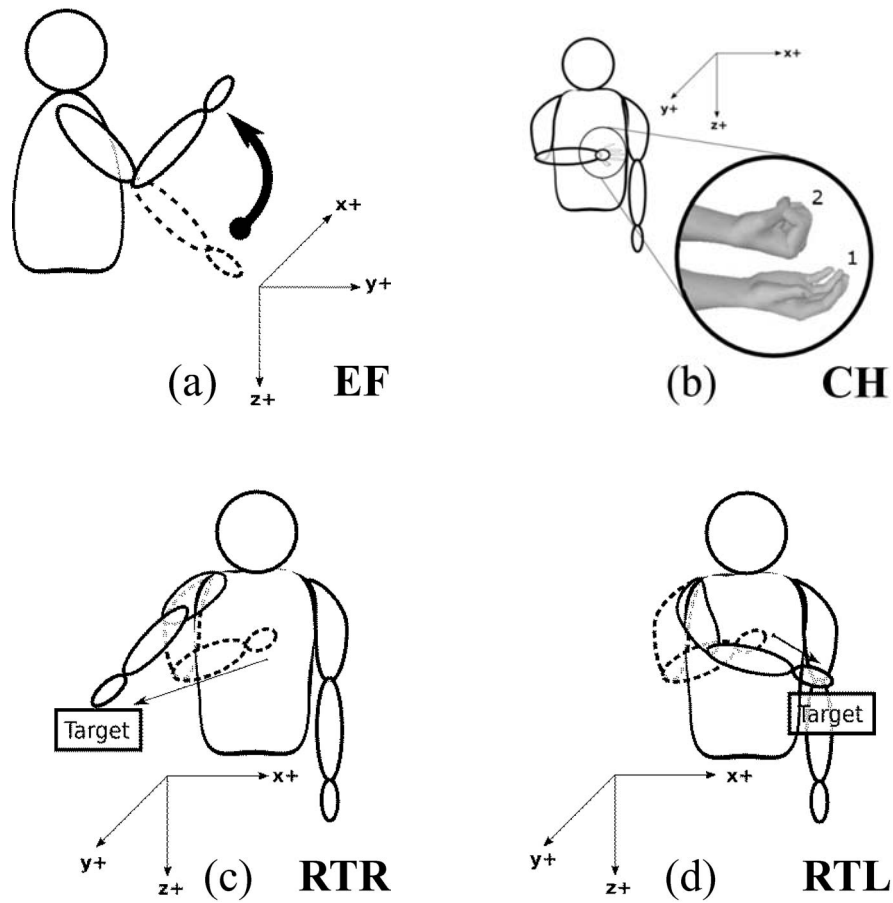 x+
y+
z+
(a) EF
x+
y+
z+
2
1
(b) CH
Target
x+
y+
z+
(c) RTR
Target
x+
y+
z+
(d) RTL